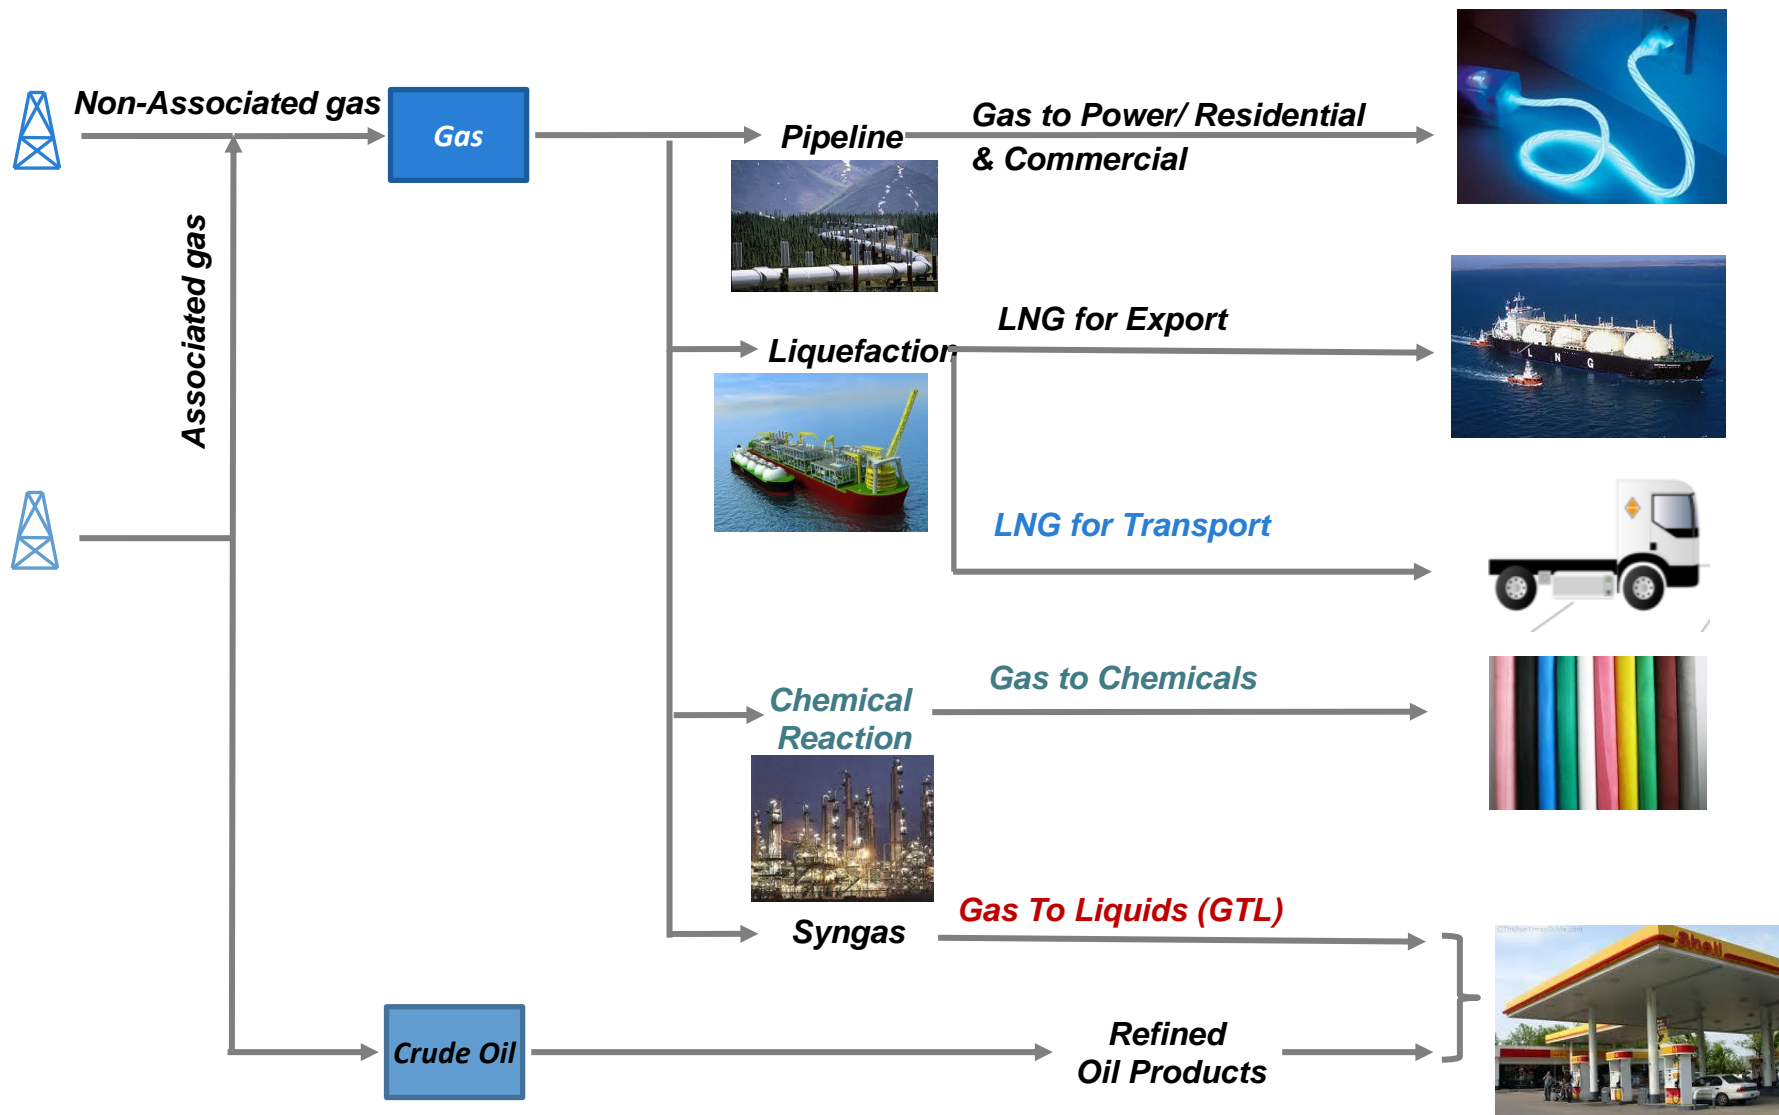 Non-Associated gas
Gas
Pipeline
Gas to Power/ Residential
& Commercial
Associated gas
Liquefaction
LNG for Export
L N G
LNG for Transport
Chemical
Reaction
Gas to Chemicals
Syngas
Gas To Liquids (GTL)
Shell
Crude Oil
Refined
Oil Products